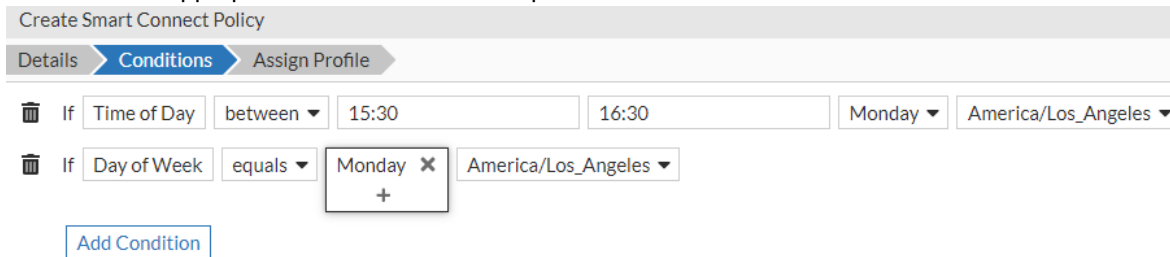 Create Smart Connect Policy
Details Conditions Assign Profile
If Time of Day between 15:30 16:30 Monday America/Los_Angeles
If Day of Week equals Monday America/Los_Angeles
+
Add Condition